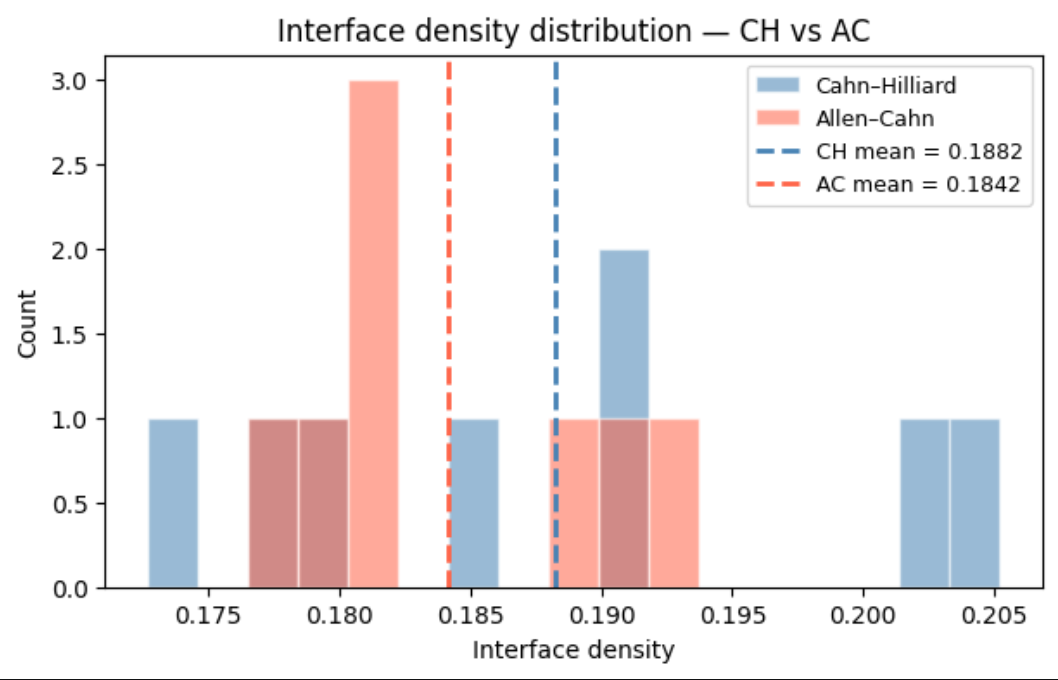 Interface density distribution — CH vs AC
Cahn–Hilliard
Allen–Cahn
CH mean = 0.1882
AC mean = 0.1842
Count
3.0
2.5
2.0
1.5
1.0
0.5
0.0
0.175
0.180
0.185
0.190
0.195
0.200
0.205
Interface density